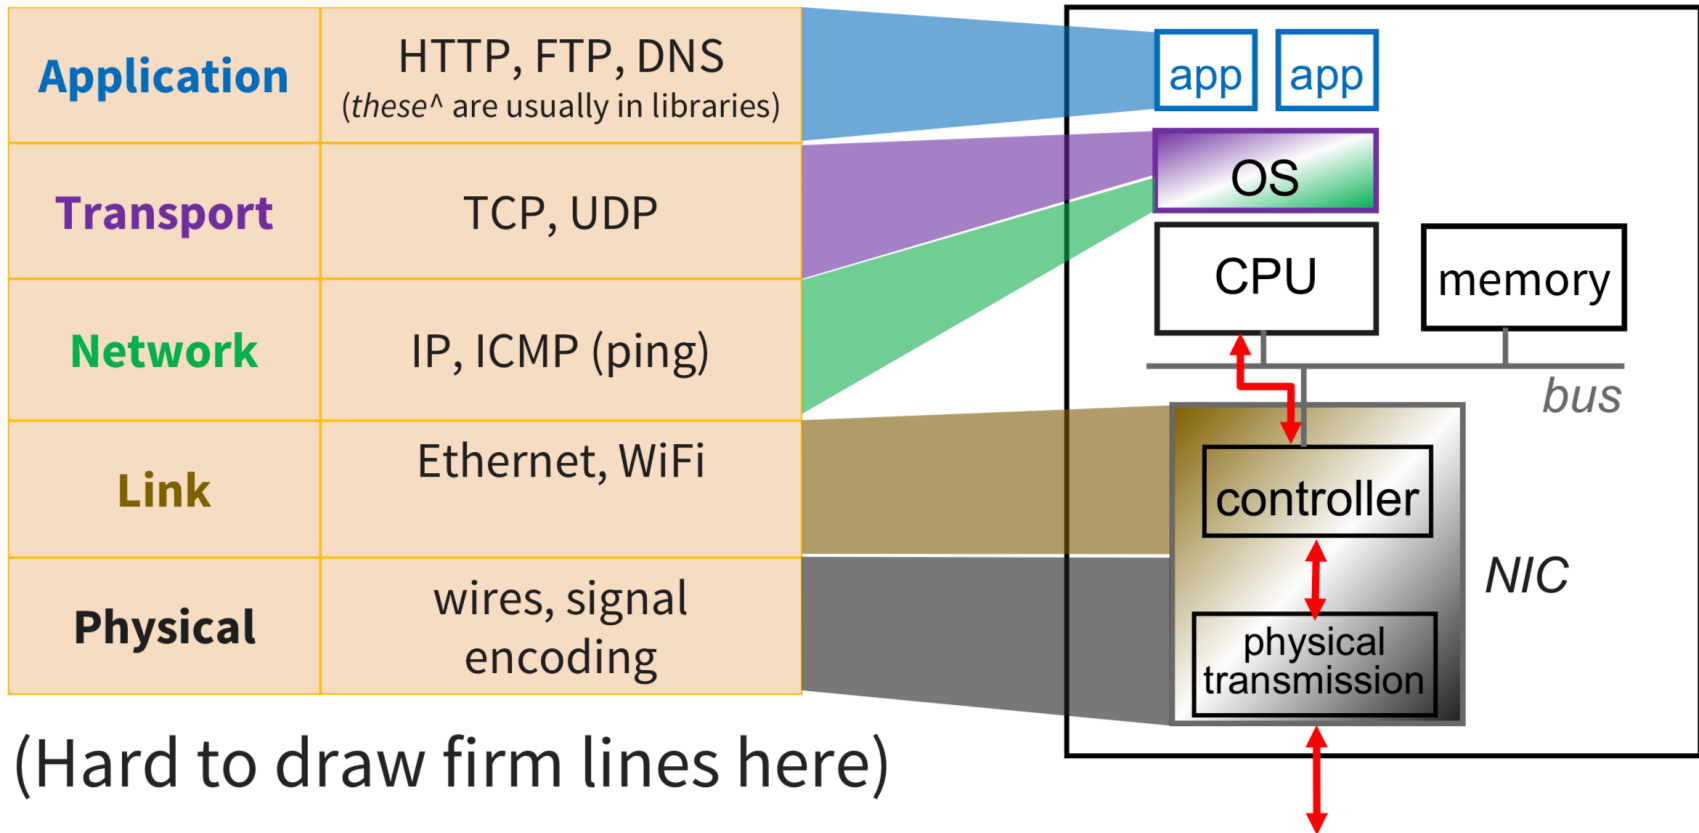 Application
HTTP, FTP, DNS
(these^ are usually in libraries)
Transport
TCP, UDP
Network
IP, ICMP (ping)
Link
Ethernet, WiFi
Physical
wires, signal
encoding
(Hard to draw firm lines here)
app
app
OS
CPU
memory
bus
controller
NIC
physical
transmission